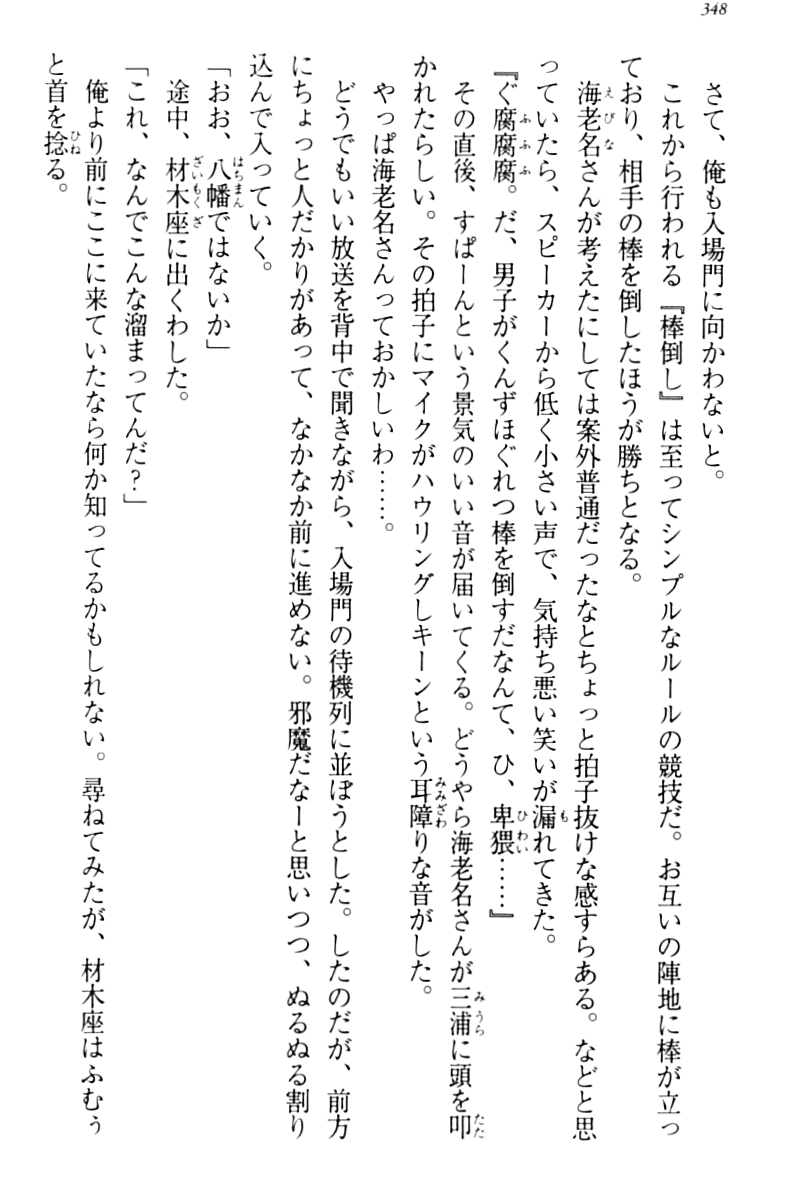 348
さて、俺も入場門に向かわないと。
これから行われる『棒倒し』は至ってシンプルなルールの競技だ。お互いの陣地に棒が立っ
ており、相手の棒を倒したほうが勝ちとなる。
海老名さんが考えたにしては案外普通だったなとちょっと拍子抜けな感すらある。などと思
っていたら、スピーカーから低く小さい声で、気持ち悪い笑いが漏れてきた。
『ぐ腐腐腐。だ、男子がくんずほぐれつ棒を倒すだなんて、ひ、卑猥……』
その直後、すぱーんという景気のいい音が届いてくる。どうやら海老名さんが三浦に頭を叩
かれたらしい。その拍子にマイクがハウリングしキーンという耳障りな音がした。
やっぱ海老名さんっておかしいわ……。
どうでもいい放送を背中で聞きながら、入場門の待機列に並ぼうとした。したのだが、前方
にちょっと人だかりがあって、なかなか前に進めない。邪魔だなーと思いつつ、ぬるぬる割り
込んで入っていく。
「おお、八幡ではないか」
途中、材木座に出くわした。
「これ、なんでこんな溜まってんだ？」
俺より前にここに来ていたなら何か知ってるかもしれない。尋ねてみたが、材木座はふむぅ
と首を捻る。